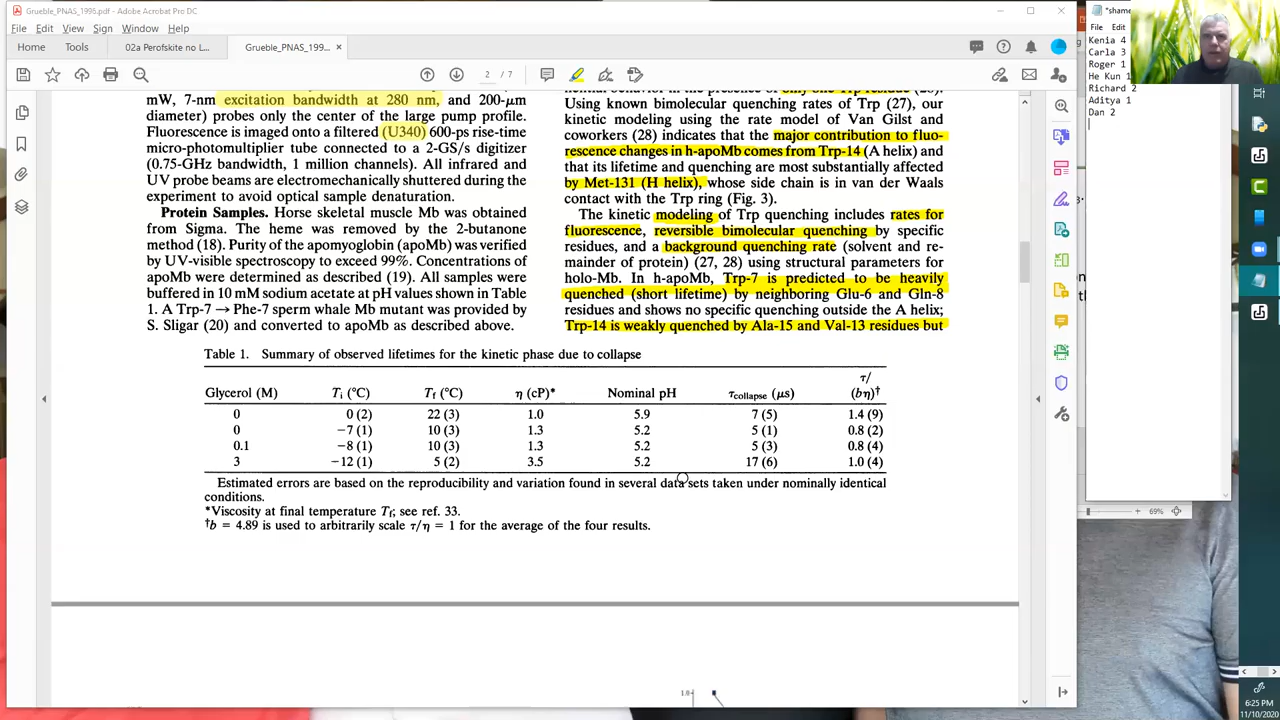 Grueble_PNAS_1996.pdf - Adobe Acrobat Pro DC
File Edit View Sign Window Help
Home Tools 02a Perofskite no L... Grueble_PNAS_199... ×
2 / 7
mW, 7-nm excitation bandwidth at 280 nm, and 200-μm
diameter) probes only the center of the large pump profile.
Fluorescence is imaged onto a filtered (U340) 600-ps rise-time
micro-photomultiplier tube connected to a 2-GS/s digitizer
(0.75-GHz bandwidth, 1 million channels). All infrared and
UV probe beams are electromechanically shuttered during the
experiment to avoid optical sample denaturation.
Protein Samples. Horse skeletal muscle Mb was obtained
from Sigma. The heme was removed by the 2-butanone
method (18). Purity of the apomyoglobin (apoMb) was verified
by UV-visible spectroscopy to exceed 99%. Concentrations of
apoMb were determined as described (19). All samples were
buffered in 10 mM sodium acetate at pH values shown in Table
1. A Trp-7 → Phe-7 sperm whale Mb mutant was provided by
S. Sligar (20) and converted to apoMb as described above.
Using known bimolecular quenching rates of Trp (27), our
kinetic modeling using the rate model of Van Gilst and
coworkers (28) indicates that the major contribution to fluo-
rescence changes in h-apoMb comes from Trp-14 (A helix) and
that its lifetime and quenching are most substantially affected
by Met-131 (H helix), whose side chain is in van der Waals
contact with the Trp ring (Fig. 3).
The kinetic modeling of Trp quenching includes rates for
fluorescence, reversible bimolecular quenching by specific
residues, and a background quenching rate (solvent and re-
mainder of protein) (27, 28) using structural parameters for
holo-Mb. In h-apoMb, Trp-7 is predicted to be heavily
quenched (short lifetime) by neighboring Glu-6 and Gln-8
residues and shows no specific quenching outside the A helix;
Trp-14 is weakly quenched by Ala-15 and Val-13 residues but
Table 1. Summary of observed lifetimes for the kinetic phase due to collapse
τ/
Glycerol (M) Ti (°C) Tf (°C) η (cP)* Nominal pH τcollapse (μs) (bη)†
0 0 (2) 22 (3) 1.0 5.9 7 (5) 1.4 (9)
0 −7 (1) 10 (3) 1.3 5.2 5 (1) 0.8 (2)
0.1 −8 (1) 10 (3) 1.3 5.2 5 (3) 0.8 (4)
3 −12 (1) 5 (2) 3.5 5.2 17 (6) 1.0 (4)
Estimated errors are based on the reproducibility and variation found in several data sets taken under nominally identical
conditions.
*Viscosity at final temperature Tf; see ref. 33.
†b = 4.89 is used to arbitrarily scale τ/η = 1 for the average of the four results.
1.0
*shame
File Edit
Kenia 4
Carla 3
Roger 1
He Kun 1
Richard 2
Aditya 1
Dan 2
69%
6:25 PM
11/10/2020